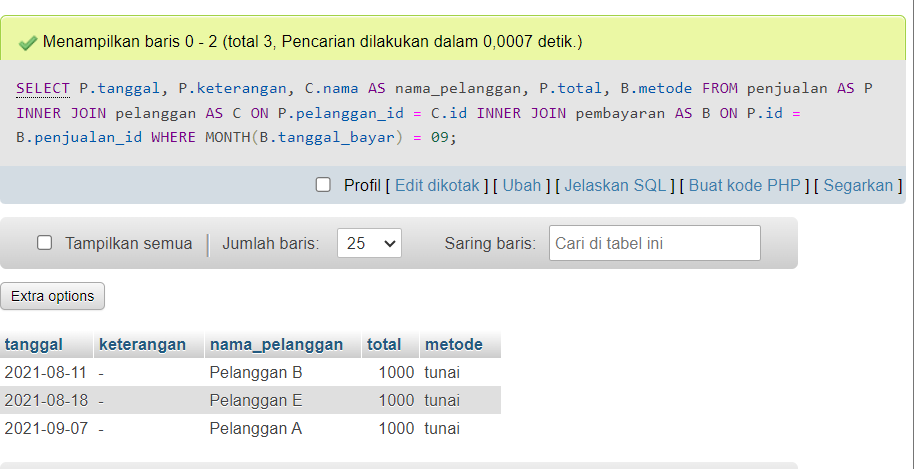 Menampilkan baris 0 - 2 (total 3, Pencarian dilakukan dalam 0,0007 detik.)
SELECT P.tanggal, P.keterangan, C.nama AS nama_pelanggan, P.total, B.metode FROM penjualan AS P
INNER JOIN pelanggan AS C ON P.pelanggan_id = C.id INNER JOIN pembayaran AS B ON P.id =
B.penjualan_id WHERE MONTH(B.tanggal_bayar) = 09;
Profil [ Edit dikotak ] [ Ubah ] [ Jelaskan SQL ] [ Buat kode PHP ] [ Segarkan ]
Tampilkan semua | Jumlah baris: 25 Saring baris: Cari di tabel ini
Extra options
tanggal keterangan nama_pelanggan total metode
2021-08-11 - Pelanggan B 1000 tunai
2021-08-18 - Pelanggan E 1000 tunai
2021-09-07 - Pelanggan A 1000 tunai